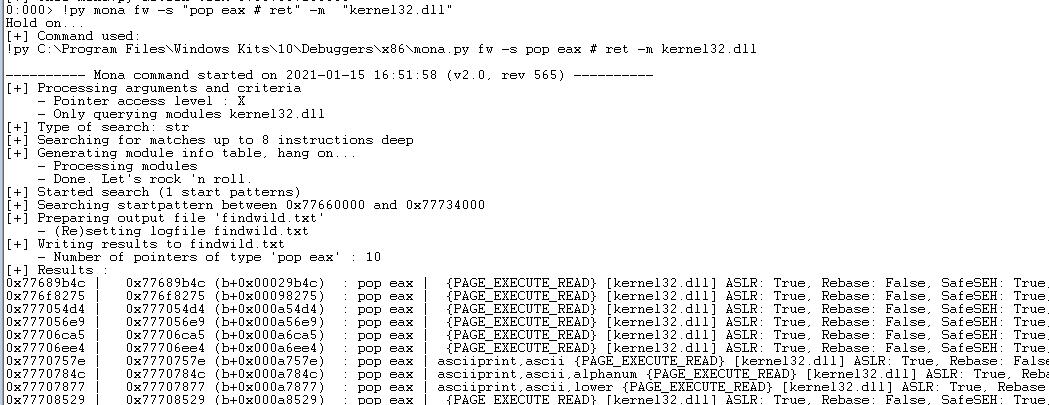 0:000> !py mona fw -s "pop eax # ret" -m  "kernel32.dll"
Hold on...
[+] Command used:
!py C:\Program Files\Windows Kits\10\Debuggers\x86\mona.py fw -s pop eax # ret -m kernel32.dll
---------- Mona command started on 2021-01-15 16:51:58 (v2.0, rev 565) ----------
[+] Processing arguments and criteria
    - Pointer access level : X
    - Only querying modules kernel32.dll
[+] Type of search: str
[+] Searching for matches up to 8 instructions deep
[+] Generating module info table, hang on...
    - Processing modules
    - Done. Let's rock 'n roll.
[+] Started search (1 start patterns)
[+] Searching startpattern between 0x77660000 and 0x77734000
[+] Preparing output file 'findwild.txt'
    - (Re)setting logfile findwild.txt
[+] Writing results to findwild.txt
    - Number of pointers of type 'pop eax' : 10
[+] Results :
0x77689b4c |   0x77689b4c (b+0x00029b4c)  : pop eax |  {PAGE_EXECUTE_READ} [kernel32.dll] ASLR: True, Rebase: False, SafeSEH: True,
0x776f8275 |   0x776f8275 (b+0x00098275)  : pop eax |  {PAGE_EXECUTE_READ} [kernel32.dll] ASLR: True, Rebase: False, SafeSEH: True,
0x777054d4 |   0x777054d4 (b+0x000a54d4)  : pop eax |  {PAGE_EXECUTE_READ} [kernel32.dll] ASLR: True, Rebase: False, SafeSEH: True,
0x777056e9 |   0x777056e9 (b+0x000a56e9)  : pop eax |  {PAGE_EXECUTE_READ} [kernel32.dll] ASLR: True, Rebase: False, SafeSEH: True,
0x77706ca5 |   0x77706ca5 (b+0x000a6ca5)  : pop eax |  {PAGE_EXECUTE_READ} [kernel32.dll] ASLR: True, Rebase: False, SafeSEH: True,
0x77706ee4 |   0x77706ee4 (b+0x000a6ee4)  : pop eax |  {PAGE_EXECUTE_READ} [kernel32.dll] ASLR: True, Rebase: False, SafeSEH: True,
0x7770757e |   0x7770757e (b+0x000a757e)  : pop eax | asciiprint,ascii {PAGE_EXECUTE_READ} [kernel32.dll] ASLR: True, Rebase: Fals
0x7770784c |   0x7770784c (b+0x000a784c)  : pop eax | asciiprint,ascii,alphanum {PAGE_EXECUTE_READ} [kernel32.dll] ASLR: True, Reb
0x77707877 |   0x77707877 (b+0x000a7877)  : pop eax | asciiprint,ascii,lower {PAGE_EXECUTE_READ} [kernel32.dll] ASLR: True, Rebase
0x77708529 |   0x77708529 (b+0x000a8529)  : pop eax |  {PAGE_EXECUTE_READ} [kernel32.dll] ASLR: True, Rebase: False, SafeSEH: True,